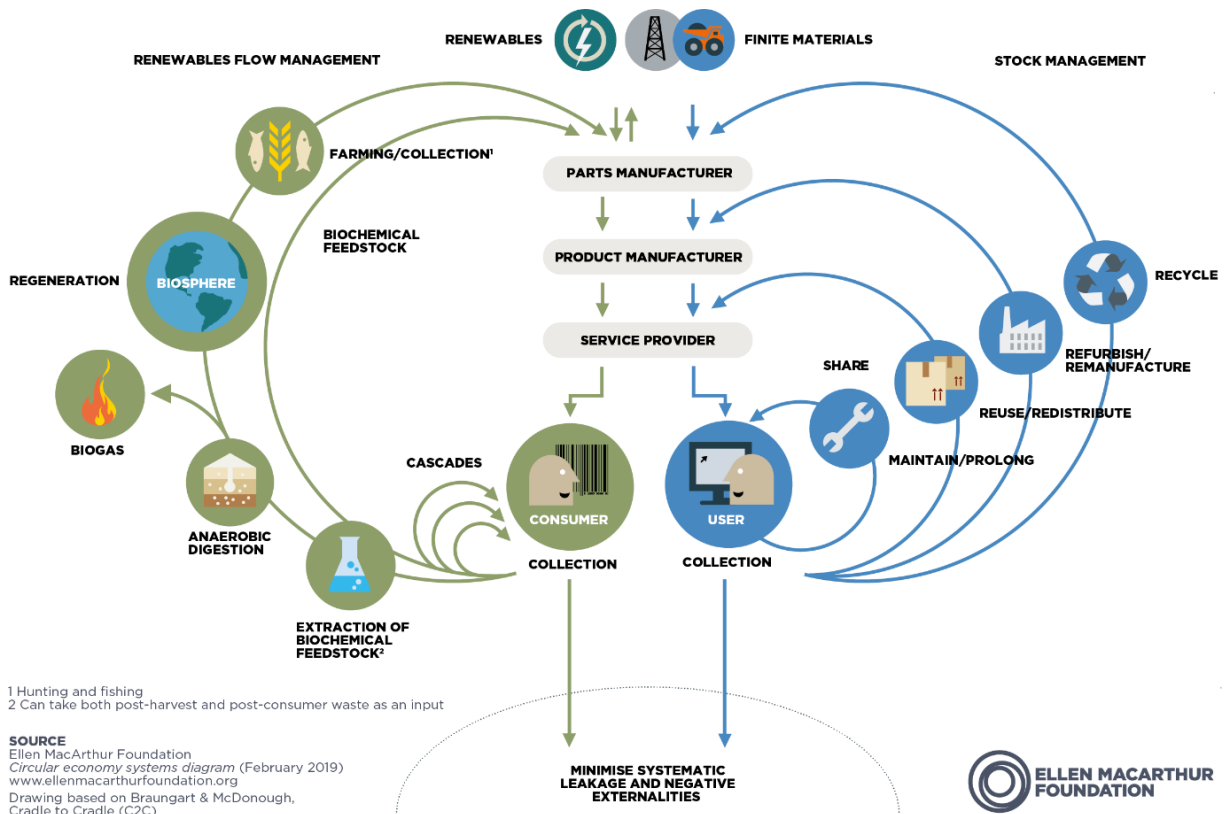 RENEWABLES
FINITE MATERIALS
RENEWABLES FLOW MANAGEMENT
STOCK MANAGEMENT
FARMING/COLLECTION¹
PARTS MANUFACTURER
BIOCHEMICAL
FEEDSTOCK
PRODUCT MANUFACTURER
REGENERATION
BIOSPHERE
RECYCLE
SERVICE PROVIDER
SHARE
REFURBISH/
REMANUFACTURE
REUSE/REDISTRIBUTE
BIOGAS
CASCADES
MAINTAIN/PROLONG
CONSUMER
USER
ANAEROBIC
DIGESTION
COLLECTION
COLLECTION
EXTRACTION OF
BIOCHEMICAL
FEEDSTOCK²
1 Hunting and fishing
2 Can take both post-harvest and post-consumer waste as an input
SOURCE
Ellen MacArthur Foundation
Circular economy systems diagram (February 2019)
www.ellenmacarthurfoundation.org
Drawing based on Braungart & McDonough,
Cradle to Cradle (C2C)
MINIMISE SYSTEMATIC
LEAKAGE AND NEGATIVE
EXTERNALITIES
ELLEN MACARTHUR
FOUNDATION